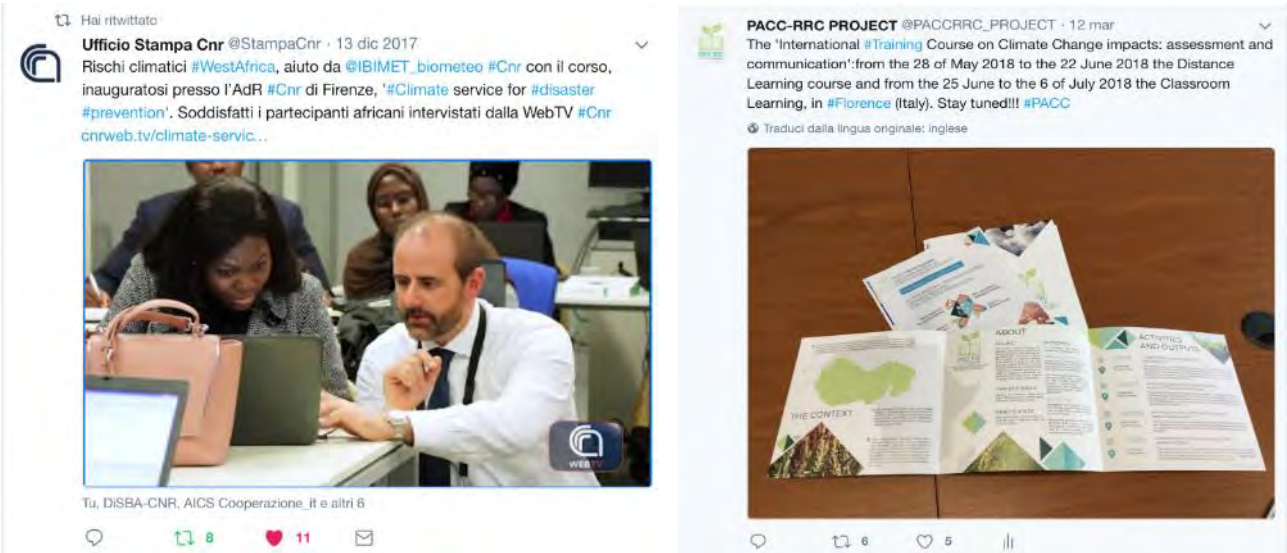 Hai ritwittato
Ufficio Stampa Cnr @StampaCnr · 13 dic 2017
Rischi climatici #WestAfrica, aiuto da @IBIMET_biometeo #Cnr con il corso,
inauguratosi presso l'AdR #Cnr di Firenze, '#Climate service for #disaster
#prevention'. Soddisfatti i partecipanti africani intervistati dalla WebTV #Cnr
cnrweb.tv/climate-servic...
WEBTV
Tu, DiSBA-CNR, AICS Cooperazione_it e altri 6
8
11
PACC-RRC PROJECT @PACCRRC_PROJECT · 12 mar
The 'International #Training Course on Climate Change impacts: assessment and
communication':from the 28 of May 2018 to the 22 June 2018 the Distance
Learning course and from the 25 June to the 6 of July 2018 the Classroom
Learning, in #Florence (Italy). Stay tuned!!! #PACC
Traduci dalla lingua originale: inglese
ABOUT
ACTIVITIES
AND OUTPUTS
THE CONTEXT
6
5